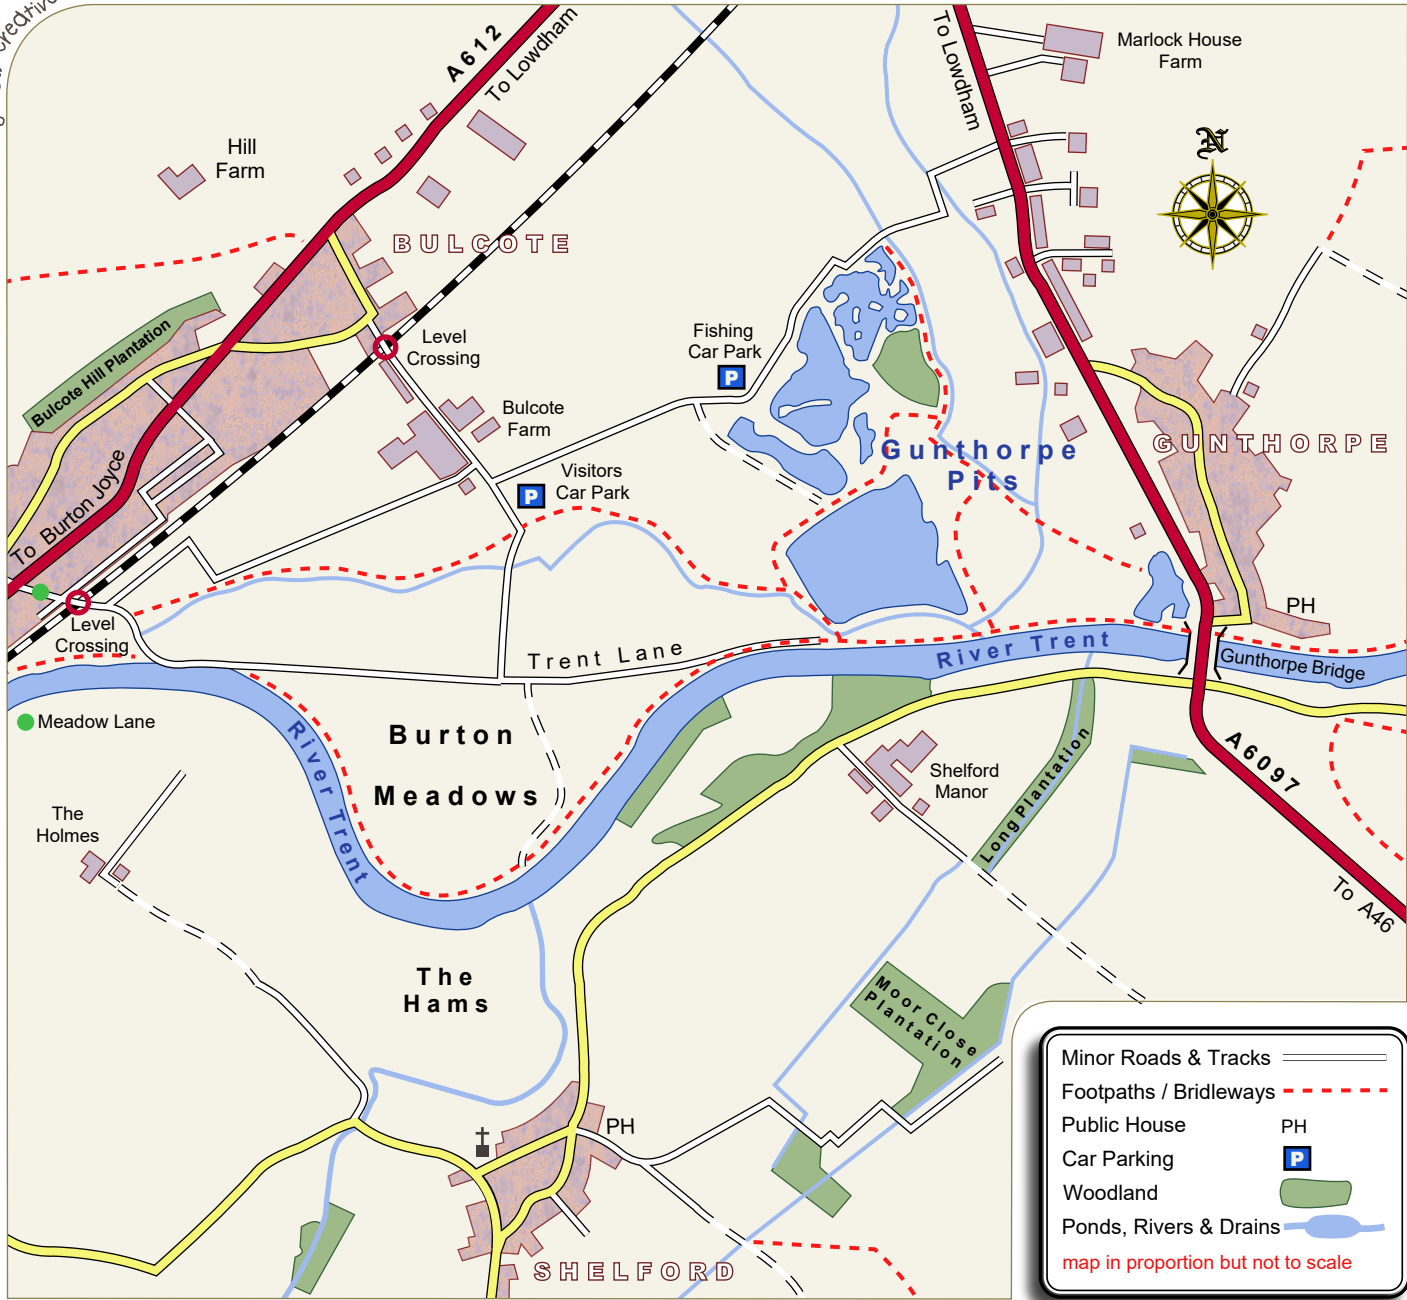 A612
To Lowdham
To Lowdham
Marlock House
Farm
Hill
Farm
N
BULCOTE
Bulcote Hill Plantation
Level
Crossing
Fishing
Car Park
P
Bulcote
Farm
Gunthorpe
Pits
GUNTHORPE
To Burton Joyce
Visitors
Car Park
P
Level
Crossing
PH
Trent Lane
River Trent
Gunthorpe Bridge
Meadow Lane
River Trent
Burton
Meadows
Shelford
Manor
Long Plantation
A6097
To A46
The
Holmes
The
Hams
Moor Close
Plantation
PH
SHELFORD
Minor Roads & Tracks
Footpaths / Bridleways
Public House PH
Car Parking P
Woodland
Ponds, Rivers & Drains
map in proportion but not to scale